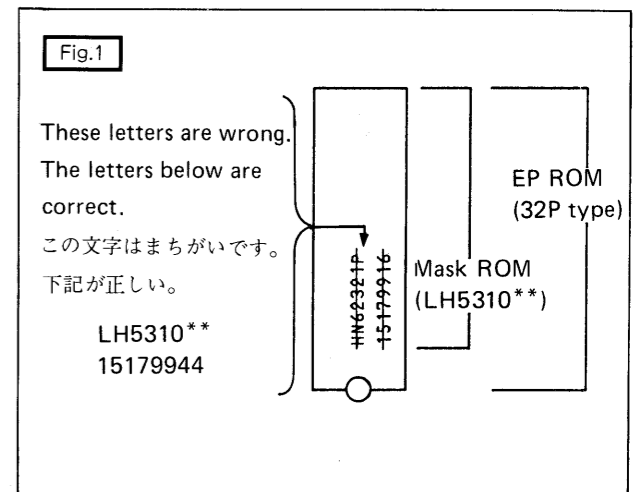 Fig.1
These letters are wrong.
The letters below are
correct.
この文字はまちがいです。
下記が正しい。
LH5310**
15179944
HN62321P
15179916
Mask ROM
(LH5310**)
EP ROM
(32P type)